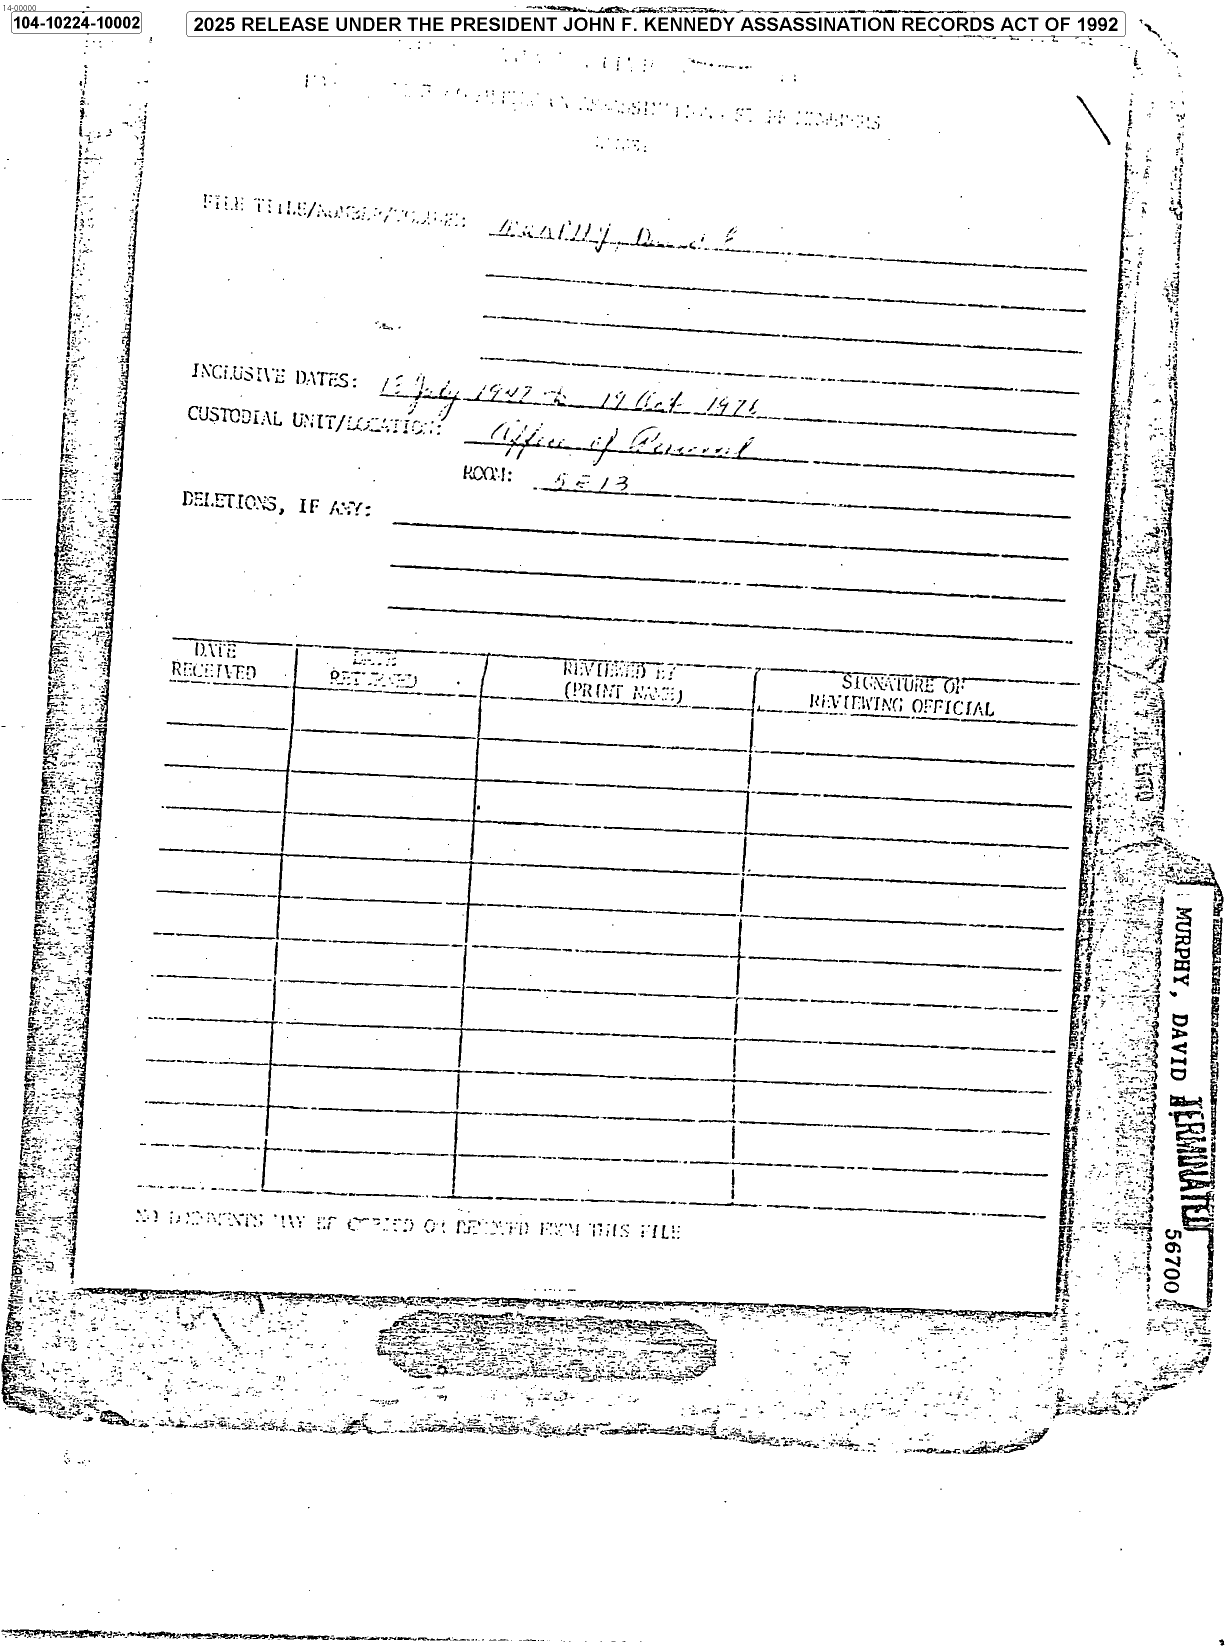 14-00000
104-10224-10002
2025 RELEASE UNDER THE PRESIDENT JOHN F. KENNEDY ASSASSINATION RECORDS ACT OF 1992
FILE TITLE/NUMBER/VOLUME: MURPHY, David E
INCLUSIVE DATES: July 1947 to 19 Oct 1976
CUSTODIAL UNIT/LOCATION: Office of Personnel
ROOM: 5E13
DELETIONS, IF ANY:
DATE RECEIVED
DATE RETURNED
REVIEWED BY (PRINT NAME)
SIGNATURE OF REVIEWING OFFICIAL
NO DOCUMENTS MAY BE COPIED OR REMOVED FROM THIS FILE
MURPHY, DAVID
TERMINATED
56700